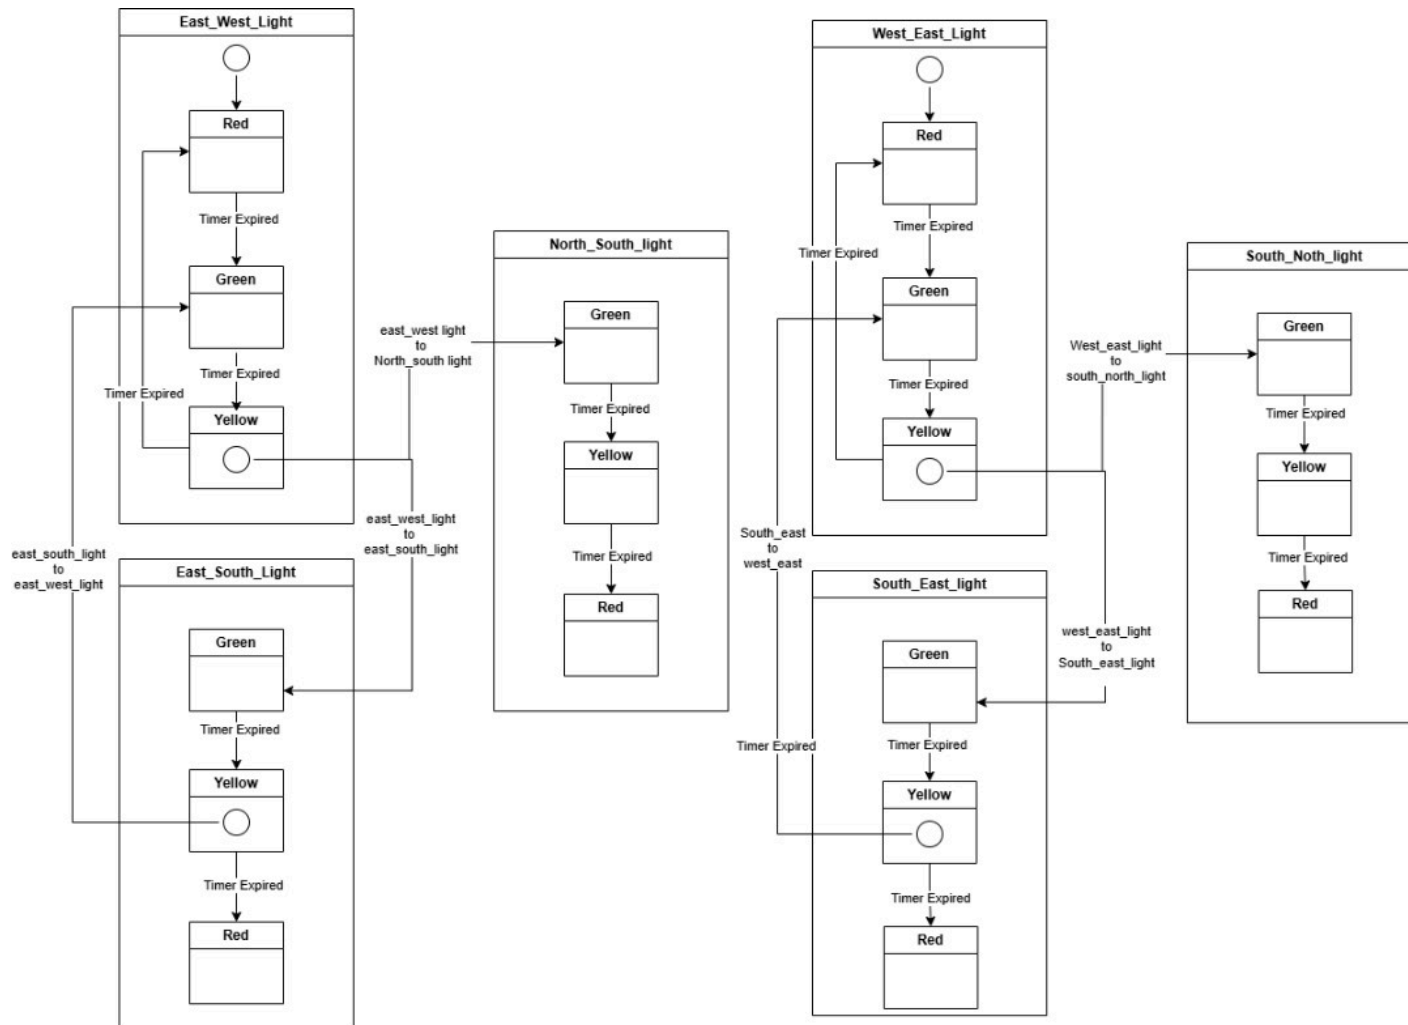 East_West_Light
Red
Timer Expired
Green
Timer Expired
Timer Expired
Yellow
east_west light
to
North_south light
east_west_light
to
east_south_light
east_south_light
to
east_west_light
East_South_Light
Green
Timer Expired
Yellow
Timer Expired
Red
North_South_light
Green
Timer Expired
Yellow
Timer Expired
Red
West_East_Light
Red
Timer Expired
Timer Expired
Green
Timer Expired
Yellow
West_east_light
to
south_north_light
South_east
to
west_east
west_east_light
to
South_east_light
South_East_light
Green
Timer Expired
Timer Expired
Yellow
Timer Expired
Red
South_Noth_light
Green
Timer Expired
Yellow
Timer Expired
Red